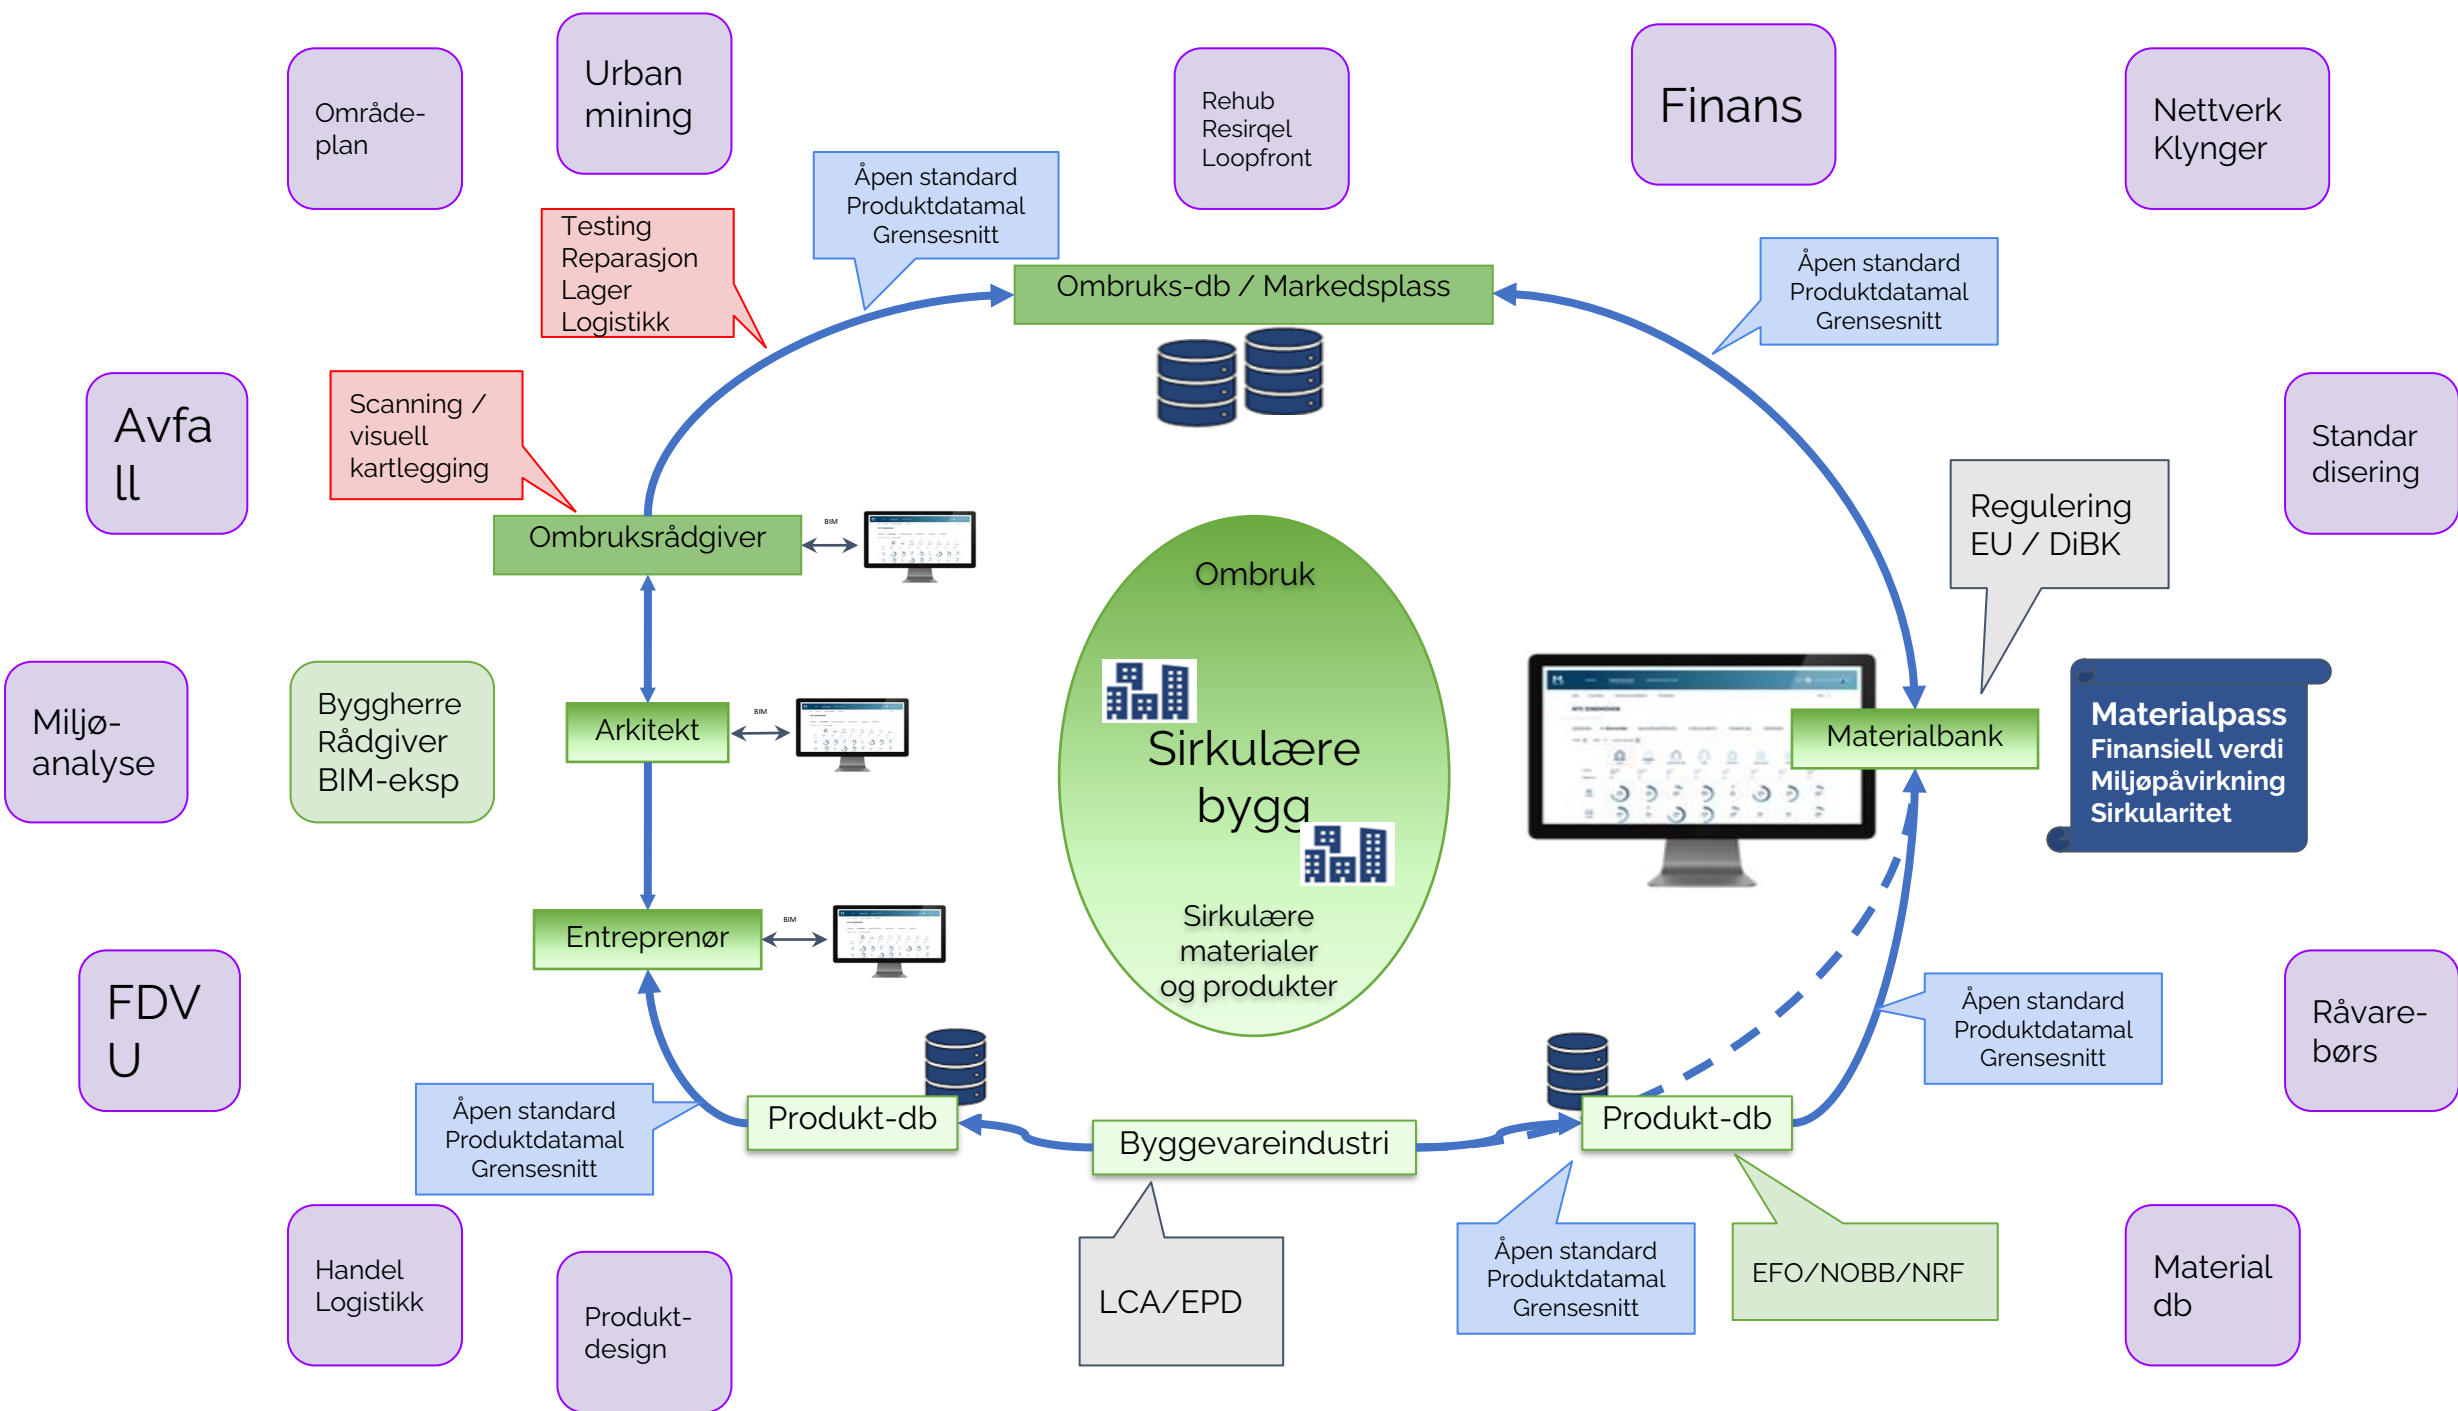 Område-
plan
Urban
mining
Rehub
Resirqel
Loopfront
Finans
Nettverk
Klynger
Testing
Reparasjon
Lager
Logistikk
Åpen standard
Produktdatamal
Grensesnitt
Ombruks-db / Markedsplass
Åpen standard
Produktdatamal
Grensesnitt
Avfa
ll
Scanning /
visuell
kartlegging
Standar
disering
Regulering
EU / DiBK
Ombruksrådgiver
BIM
Ombruk
Miljø-
analyse
Byggherre
Rådgiver
BIM-eksp
Arkitekt
BIM
Sirkulære
bygg
Materialbank
Materialpass
Finansiell verdi
Miljøpåvirkning
Sirkularitet
Entreprenør
BIM
Sirkulære
materialer
og produkter
FDV
U
Åpen standard
Produktdatamal
Grensesnitt
Råvare-
børs
Åpen standard
Produktdatamal
Grensesnitt
Produkt-db
Byggevareindustri
Produkt-db
Handel
Logistikk
Produkt-
design
LCA/EPD
Åpen standard
Produktdatamal
Grensesnitt
EFO/NOBB/NRF
Material
db